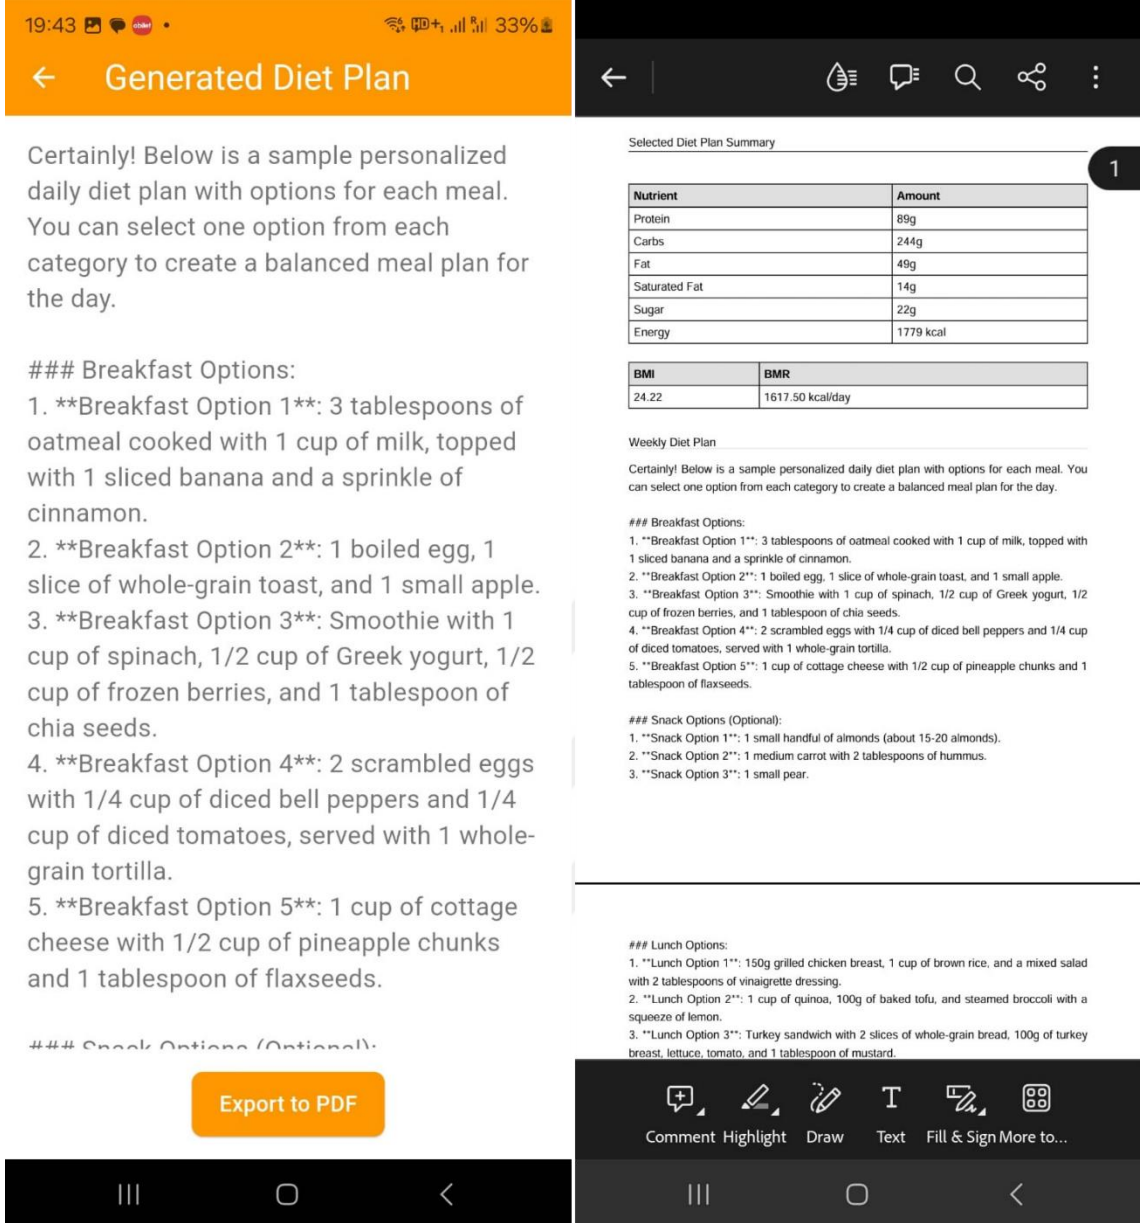 19:43 33%
Generated Diet Plan
Certainly! Below is a sample personalized
daily diet plan with options for each meal.
You can select one option from each
category to create a balanced meal plan for
the day.
### Breakfast Options:
1. **Breakfast Option 1**: 3 tablespoons of
oatmeal cooked with 1 cup of milk, topped
with 1 sliced banana and a sprinkle of
cinnamon.
2. **Breakfast Option 2**: 1 boiled egg, 1
slice of whole-grain toast, and 1 small apple.
3. **Breakfast Option 3**: Smoothie with 1
cup of spinach, 1/2 cup of Greek yogurt, 1/2
cup of frozen berries, and 1 tablespoon of
chia seeds.
4. **Breakfast Option 4**: 2 scrambled eggs
with 1/4 cup of diced bell peppers and 1/4
cup of diced tomatoes, served with 1 whole-
grain tortilla.
5. **Breakfast Option 5**: 1 cup of cottage
cheese with 1/2 cup of pineapple chunks
and 1 tablespoon of flaxseeds.
### Snack Options (Optional):
Export to PDF
1
Selected Diet Plan Summary
Nutrient Amount
Protein 89g
Carbs 244g
Fat 49g
Saturated Fat 14g
Sugar 22g
Energy 1779 kcal
BMI BMR
24.22 1617.50 kcal/day
Weekly Diet Plan
Certainly! Below is a sample personalized daily diet plan with options for each meal. You
can select one option from each category to create a balanced meal plan for the day.
### Breakfast Options:
1. **Breakfast Option 1**: 3 tablespoons of oatmeal cooked with 1 cup of milk, topped with
1 sliced banana and a sprinkle of cinnamon.
2. **Breakfast Option 2**: 1 boiled egg, 1 slice of whole-grain toast, and 1 small apple.
3. **Breakfast Option 3**: Smoothie with 1 cup of spinach, 1/2 cup of Greek yogurt, 1/2
cup of frozen berries, and 1 tablespoon of chia seeds.
4. **Breakfast Option 4**: 2 scrambled eggs with 1/4 cup of diced bell peppers and 1/4 cup
of diced tomatoes, served with 1 whole-grain tortilla.
5. **Breakfast Option 5**: 1 cup of cottage cheese with 1/2 cup of pineapple chunks and 1
tablespoon of flaxseeds.
### Snack Options (Optional):
1. **Snack Option 1**: 1 small handful of almonds (about 15-20 almonds).
2. **Snack Option 2**: 1 medium carrot with 2 tablespoons of hummus.
3. **Snack Option 3**: 1 small pear.
### Lunch Options:
1. **Lunch Option 1**: 150g grilled chicken breast, 1 cup of brown rice, and a mixed salad
with 2 tablespoons of vinaigrette dressing.
2. **Lunch Option 2**: 1 cup of quinoa, 100g of baked tofu, and steamed broccoli with a
squeeze of lemon.
3. **Lunch Option 3**: Turkey sandwich with 2 slices of whole-grain bread, 100g of turkey
breast, lettuce, tomato, and 1 tablespoon of mustard.
Comment Highlight Draw Text Fill & Sign More to...